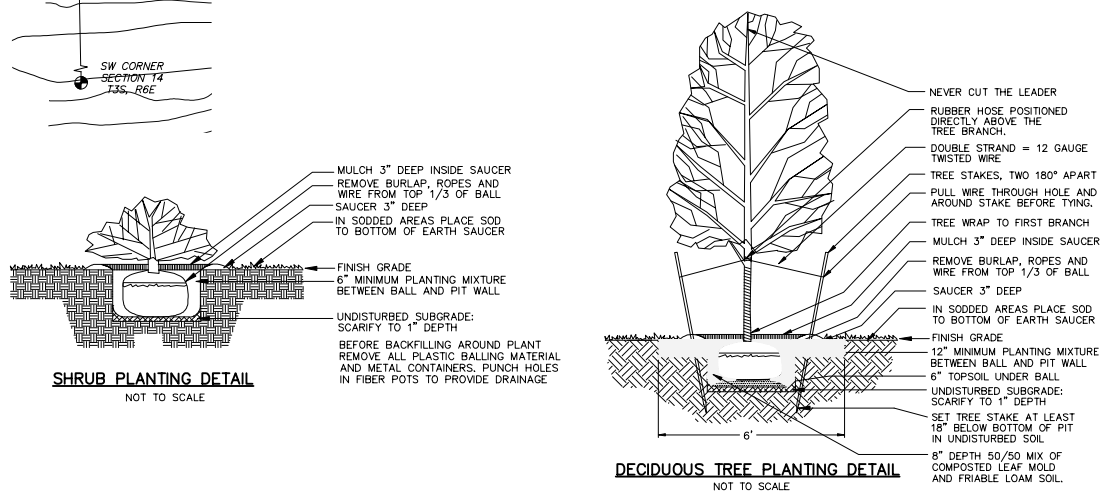 SW CORNER
SECTION 14
T3S, R6E
MULCH 3" DEEP INSIDE SAUCER
REMOVE BURLAP, ROPES AND
WIRE FROM TOP 1/3 OF BALL
SAUCER 3" DEEP
IN SODDED AREAS PLACE SOD
TO BOTTOM OF EARTH SAUCER
FINISH GRADE
6" MINIMUM PLANTING MIXTURE
BETWEEN BALL AND PIT WALL
UNDISTURBED SUBGRADE:
SCARIFY TO 1" DEPTH
BEFORE BACKFILLING AROUND PLANT
REMOVE ALL PLASTIC BALLING MATERIAL
AND METAL CONTAINERS. PUNCH HOLES
IN FIBER POTS TO PROVIDE DRAINAGE
SHRUB PLANTING DETAIL
NOT TO SCALE
NEVER CUT THE LEADER
RUBBER HOSE POSITIONED
DIRECTLY ABOVE THE
TREE BRANCH.
DOUBLE STRAND = 12 GAUGE
TWISTED WIRE
TREE STAKES, TWO 180° APART
PULL WIRE THROUGH HOLE AND
AROUND STAKE BEFORE TYING.
TREE WRAP TO FIRST BRANCH
MULCH 3" DEEP INSIDE SAUCER
REMOVE BURLAP, ROPES AND
WIRE FROM TOP 1/3 OF BALL
SAUCER 3" DEEP
IN SODDED AREAS PLACE SOD
TO BOTTOM OF EARTH SAUCER
FINISH GRADE
12" MINIMUM PLANTING MIXTURE
BETWEEN BALL AND PIT WALL
6" TOPSOIL UNDER BALL
UNDISTURBED SUBGRADE:
SCARIFY TO 1" DEPTH
SET TREE STAKE AT LEAST
18" BELOW BOTTOM OF PIT
IN UNDISTURBED SOIL
8" DEPTH 50/50 MIX OF
COMPOSTED LEAF MOLD
AND FRIABLE LOAM SOIL.
6'
DECIDUOUS TREE PLANTING DETAIL
NOT TO SCALE